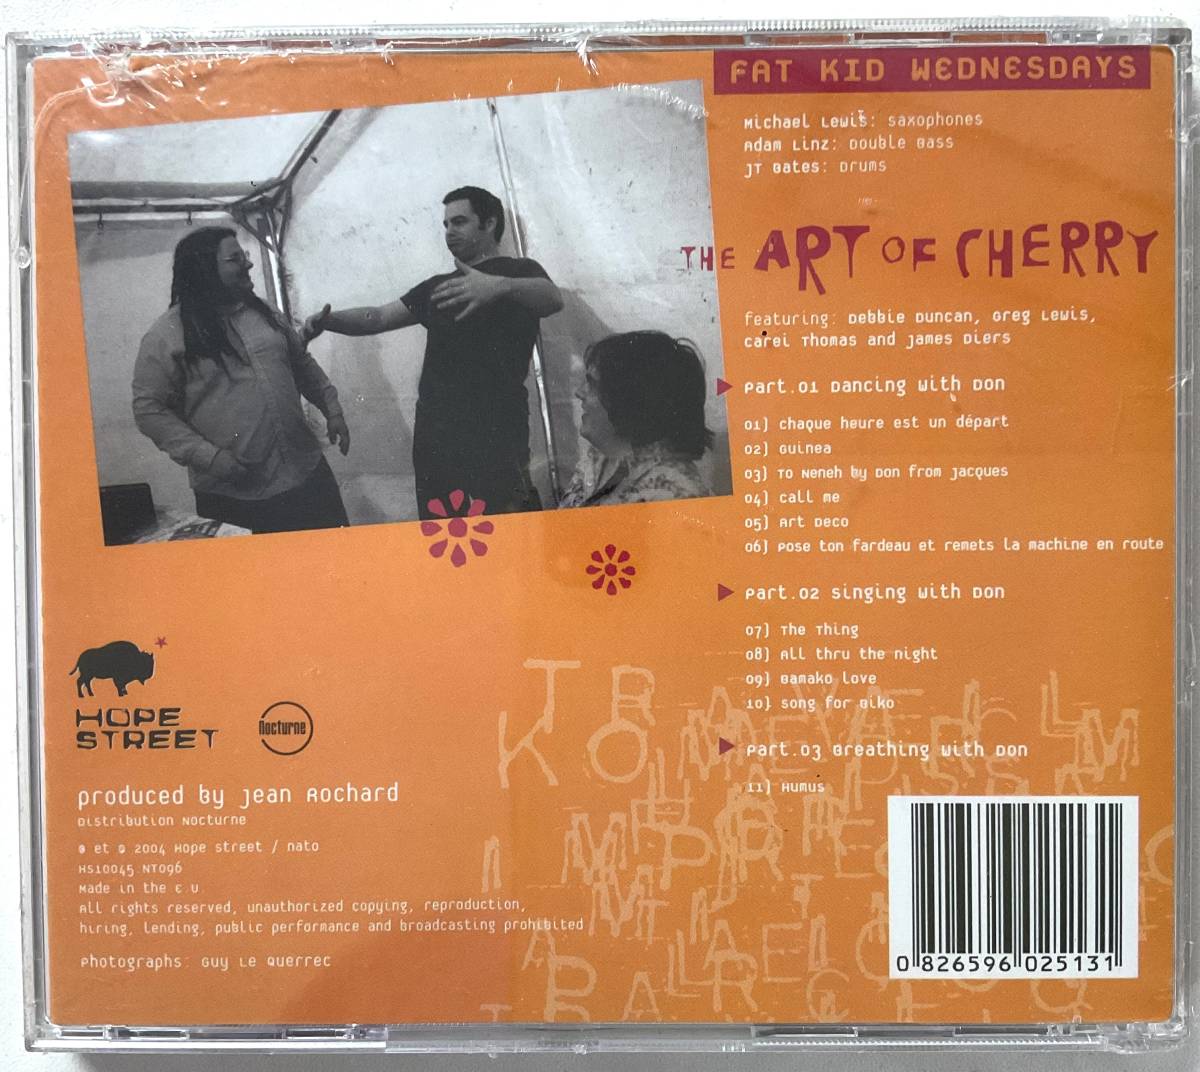 FAT KID WEDNESDAYS
Michael Lewis: Saxophones
Adam Linz: Double Bass
JT Bates: Drums
THE ART OF CHERRY
featuring: Debbie Duncan, Greg Lewis,
Carei Thomas and James Diers
Part.01 Dancing with Don
01) Chaque heure est un départ
02) Guinea
03) To Neneh by Don from Jacques
04) Call me
05) Art Deco
06) Pose ton fardeau et remets la machine en route
Part.02 Singing with Don
07) The Thing
08) All thru the night
09) Bamako Love
10) Song for Biko
Part.03 Breathing with Don
11) Humus
HOPE
STREET
Nocturne
Produced by Jean Rochard
Distribution Nocturne
℗ et © 2004 Hope Street / nato
HS10045 NT096
Made in the E.U.
All rights reserved, unauthorized copying, reproduction,
hiring, lending, public performance and broadcasting prohibited
Photographs: Guy Le Querrec
0 826596 025131